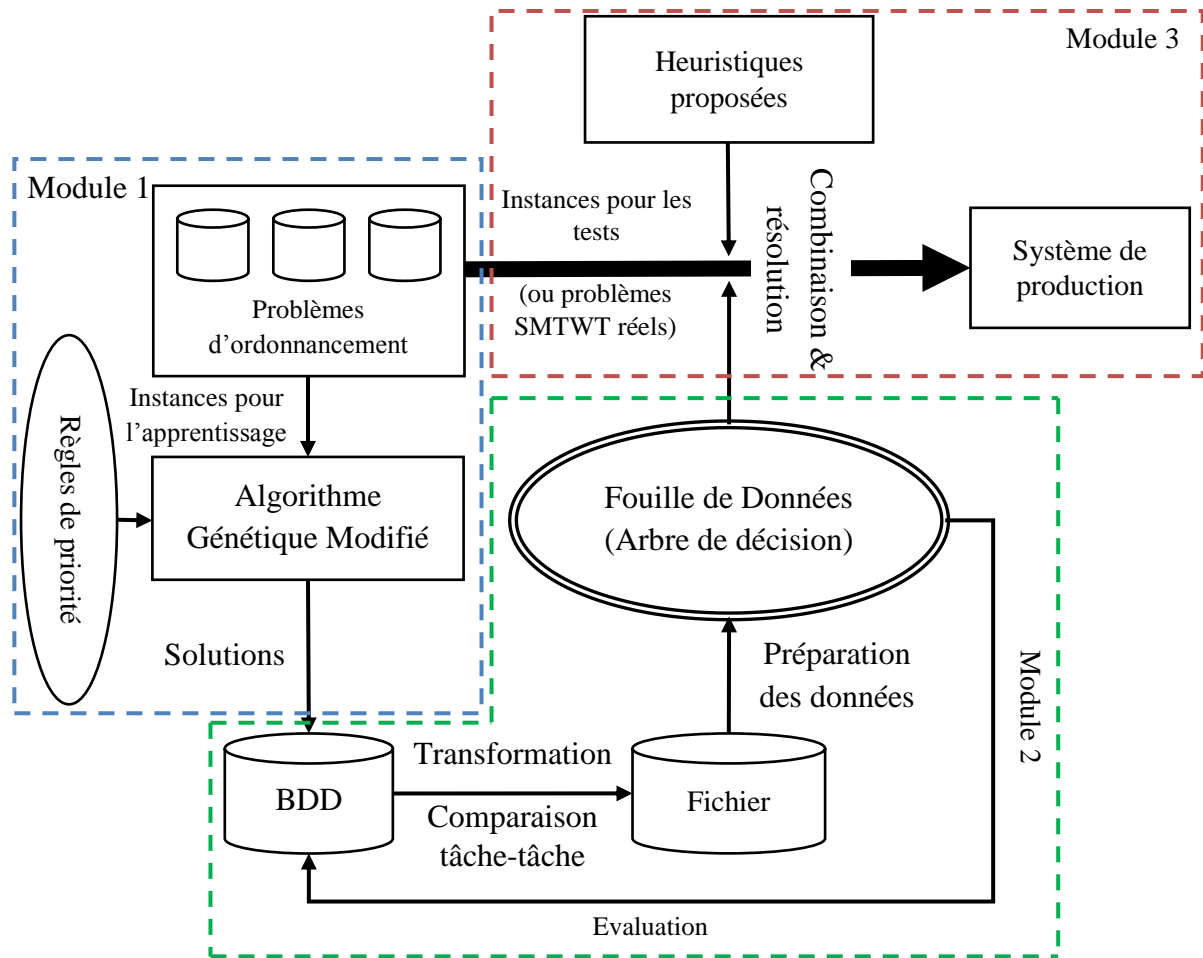 Module 3
Heuristiques
proposées
Module 1
Instances pour les
tests
(ou problèmes
SMTWT réels)
Combinaison &
résolution
Système de
production
Problèmes
d'ordonnancement
Instances pour
l'apprentissage
Règles de priorité
Algorithme
Génétique Modifié
Fouille de Données
(Arbre de décision)
Solutions
Préparation
des données
Module 2
BDD
Transformation
Comparaison
tâche-tâche
Fichier
Evaluation